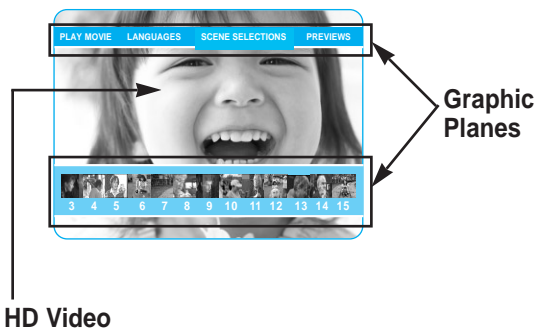 PLAY MOVIE LANGUAGES SCENE SELECTIONS PREVIEWS
Graphic
Planes
3 4 5 6 7 8 9 10 11 12 13 14 15
HD Video